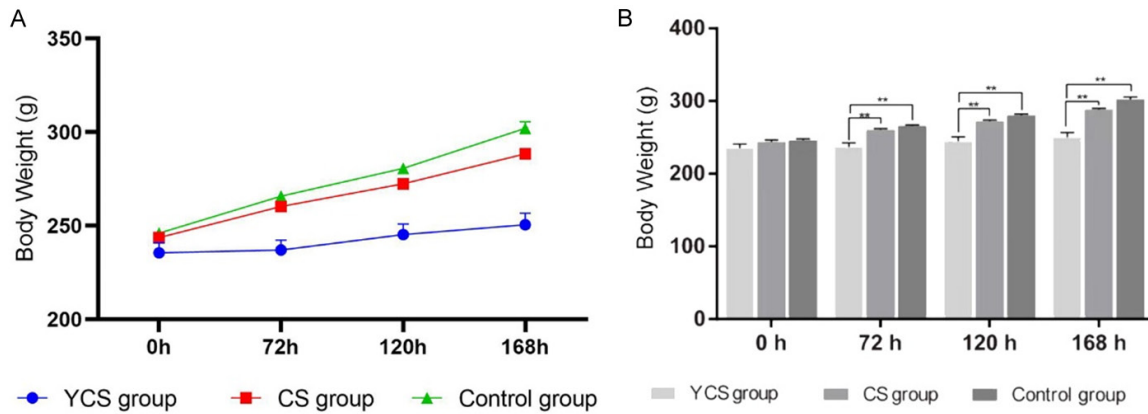 A
Body Weight (g)
350
300
250
200
0h 72h 120h 168h
YCS group CS group Control group
B
Body Weight (g)
400
300
200
100
0
** ** ** ** ** **
0 h 72 h 120 h 168 h
YCS group CS group Control group